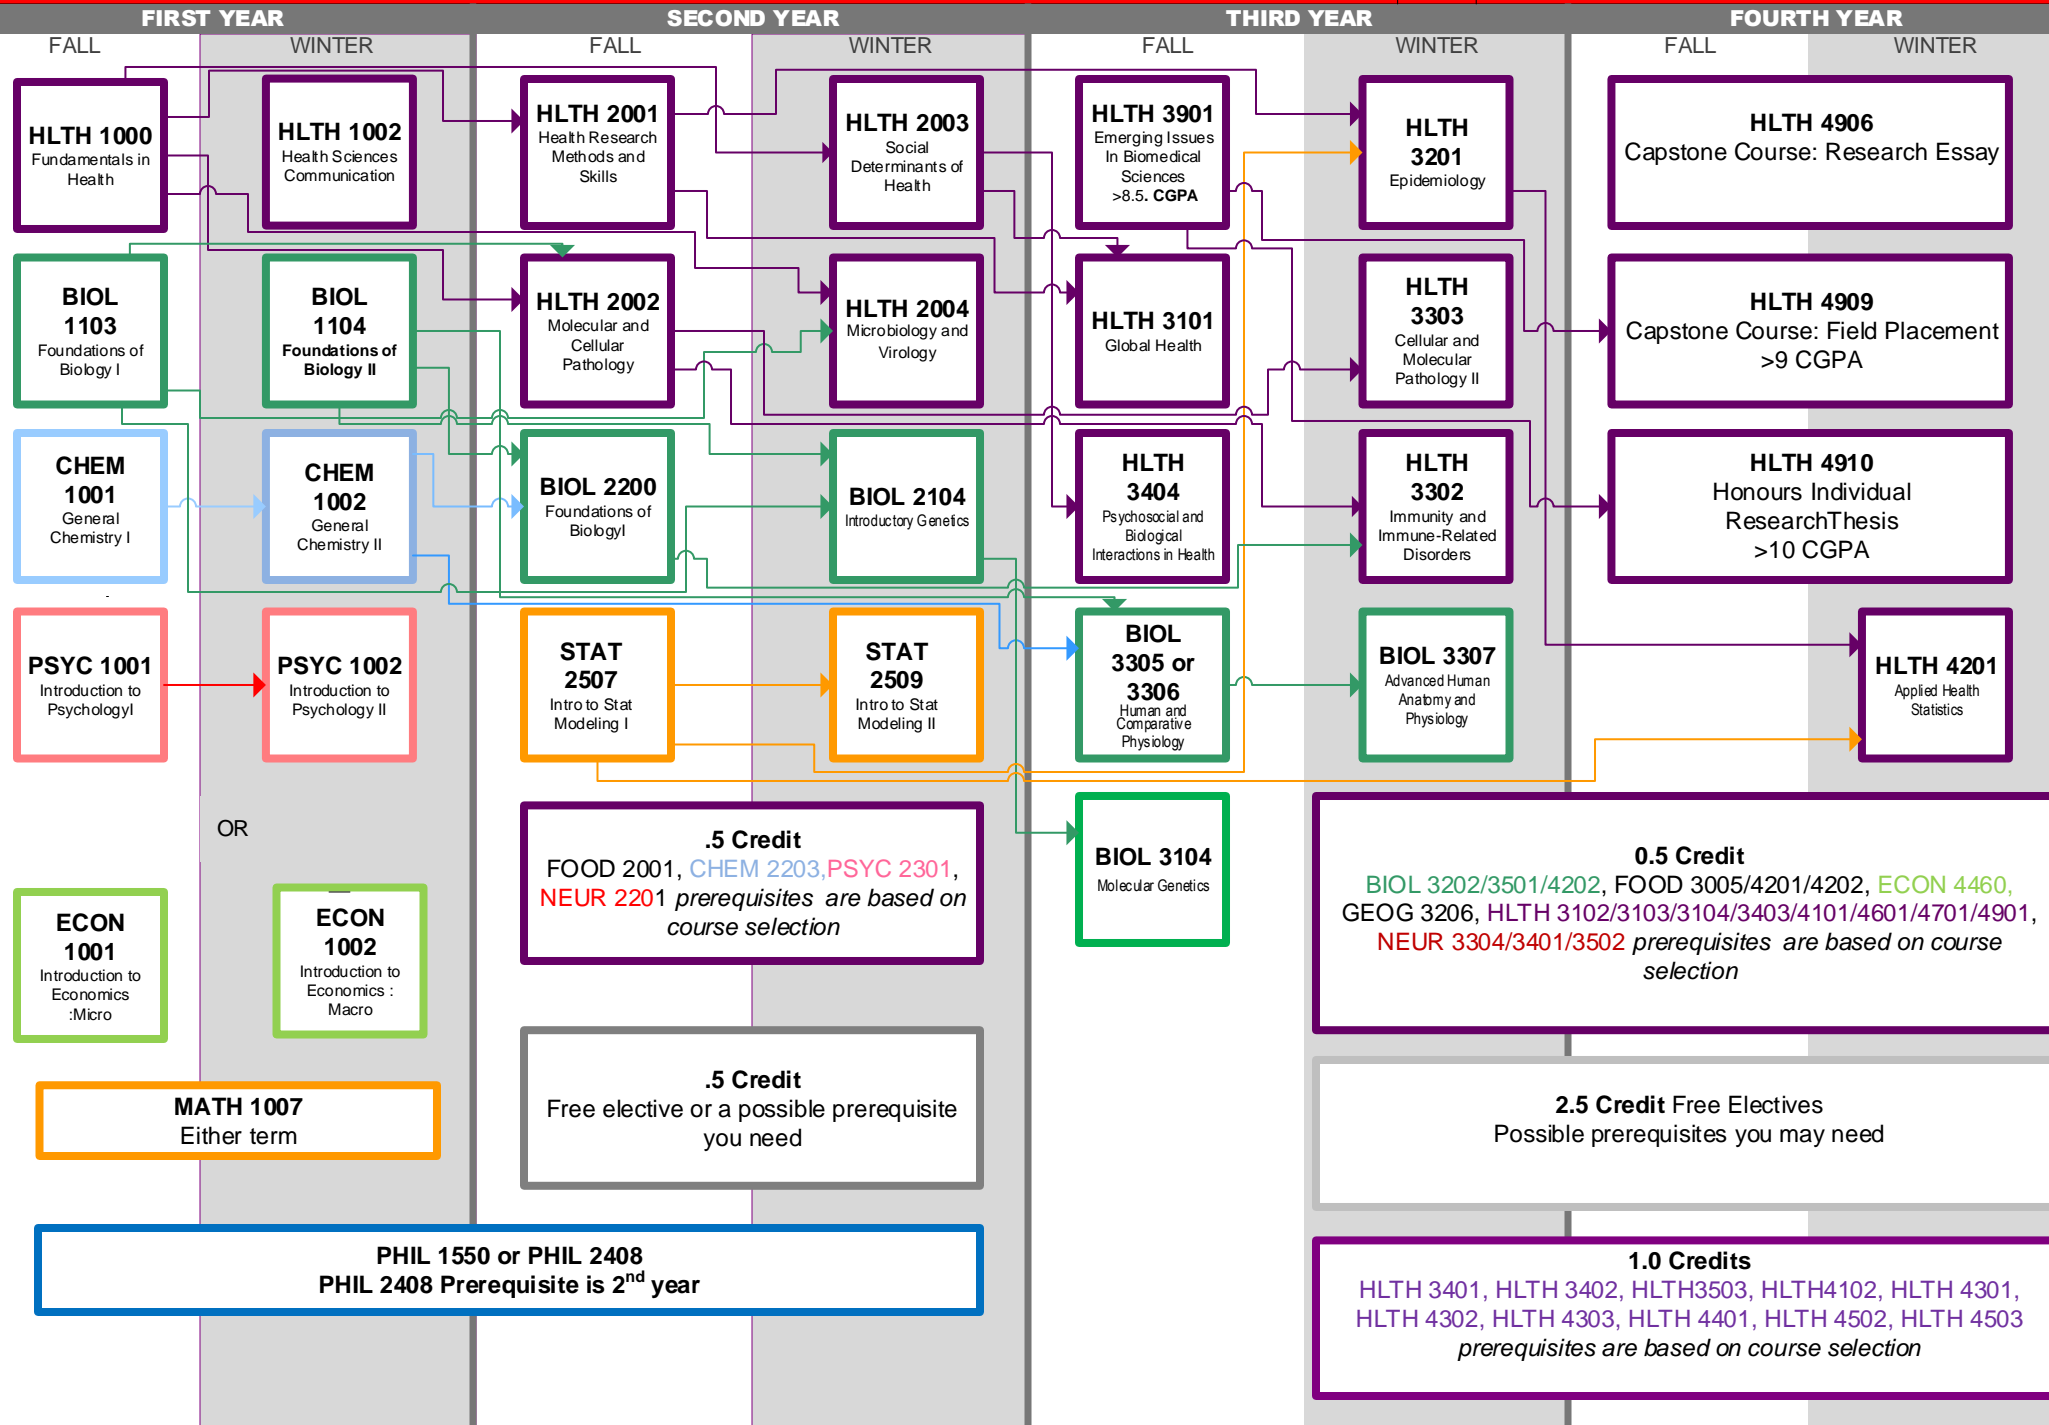 FIRST YEAR
SECOND YEAR
THIRD YEAR
FOURTH YEAR
FALL
WINTER
FALL
WINTER
FALL
WINTER
FALL
WINTER
HLTH 1000
Fundamentals in
Health
HLTH 1002
Health Sciences
Communication
HLTH 2001
Health Research
Methods and
Skills
HLTH 2003
Social
Determinants of
Health
HLTH 3901
Emerging Issues
In Biomedical
Sciences
>8.5. CGPA
HLTH
3201
Epidemiology
HLTH 4906
Capstone Course: Research Essay
BIOL
1103
Foundations of
Biology I
BIOL
1104
Foundations of
Biology II
HLTH 2002
Molecular and
Cellular
Pathology
HLTH 2004
Microbiology and
Virology
HLTH 3101
Global Health
HLTH
3303
Cellular and
Molecular
Pathology II
HLTH 4909
Capstone Course: Field Placement
>9 CGPA
CHEM
1001
General
Chemistry I
CHEM
1002
General
Chemistry II
BIOL 2200
Foundations of
BiologyI
BIOL 2104
Introductory Genetics
HLTH
3404
Psychosocial and
Biological
Interactions in Health
HLTH
3302
Immunity and
Immune-Related
Disorders
HLTH 4910
Honours Individual
ResearchThesis
>10 CGPA
PSYC 1001
Introduction to
PsychologyI
PSYC 1002
Introduction to
Psychology II
STAT
2507
Intro to Stat
Modeling I
STAT
2509
Intro to Stat
Modeling II
BIOL
3305 or
3306
Human and
Comparative
Physiology
BIOL 3307
Advanced Human
Anatomy and
Physiology
HLTH 4201
Applied Health
Statistics
OR
.5 Credit
FOOD 2001, CHEM 2203,PSYC 2301,
NEUR 2201 prerequisites are based on
course selection
BIOL 3104
Molecular Genetics
0.5 Credit
BIOL 3202/3501/4202, FOOD 3005/4201/4202, ECON 4460,
GEOG 3206, HLTH 3102/3103/3104/3403/4101/4601/4701/4901,
NEUR 3304/3401/3502 prerequisites are based on course
selection
ECON
1001
Introduction to
Economics
:Micro
ECON
1002
Introduction to
Economics :
Macro
.5 Credit
Free elective or a possible prerequisite
you need
2.5 Credit Free Electives
Possible prerequisites you may need
MATH 1007
Either term
PHIL 1550 or PHIL 2408
PHIL 2408 Prerequisite is 2nd year
1.0 Credits
HLTH 3401, HLTH 3402, HLTH3503, HLTH4102, HLTH 4301,
HLTH 4302, HLTH 4303, HLTH 4401, HLTH 4502, HLTH 4503
prerequisites are based on course selection